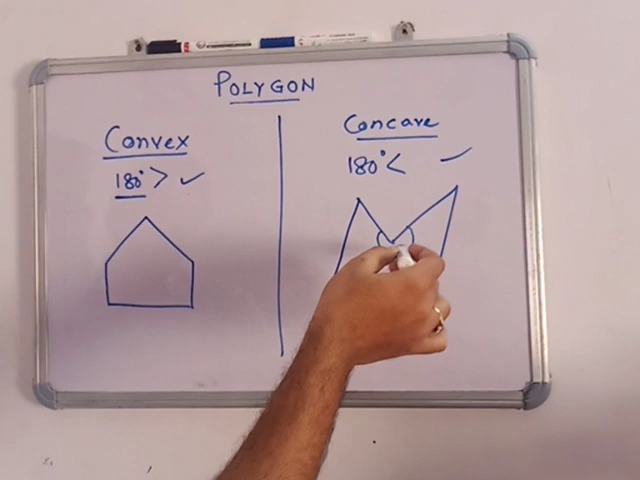 POLYGON
Convex
180° > ✓
Concave
180° < ✓